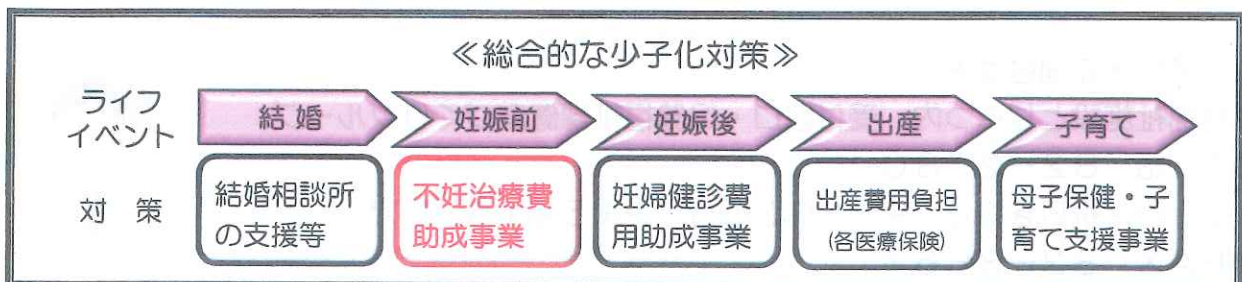 ≪総合的な少子化対策≫
ライフ
イベント
結婚
妊娠前
妊娠後
出産
子育て
対 策
結婚相談所
の支援等
不妊治療費
助成事業
妊婦健診費
用助成事業
出産費用負担
(各医療保険)
母子保健・子
育て支援事業